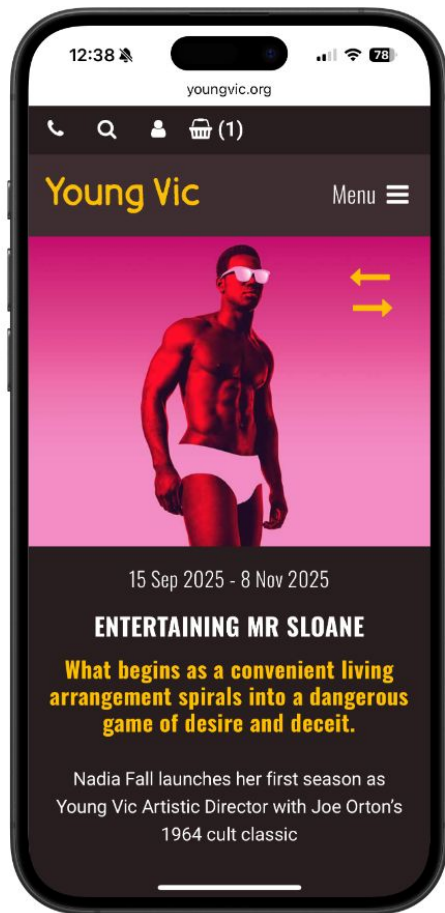 12:38
78
youngvic.org
(1)
Young Vic
Menu
15 Sep 2025 - 8 Nov 2025
ENTERTAINING MR SLOANE
What begins as a convenient living
arrangement spirals into a dangerous
game of desire and deceit.
Nadia Fall launches her first season as
Young Vic Artistic Director with Joe Orton’s
1964 cult classic